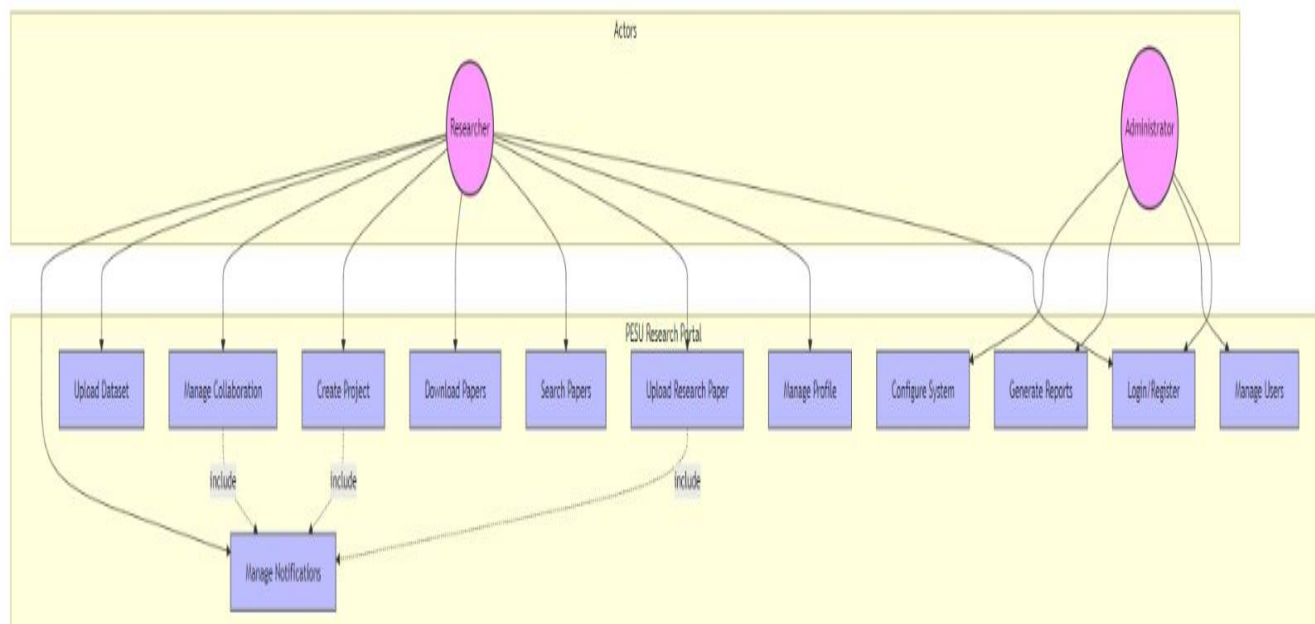 Actors
Researcher
Administrator
PESU Research Portal
Upload Dataset
Manage Collaboration
Create Project
Download Papers
Search Papers
Upload Research Paper
Manage Profile
Configure System
Generate Reports
Login/Register
Manage Users
include
include
include
Manage Notifications